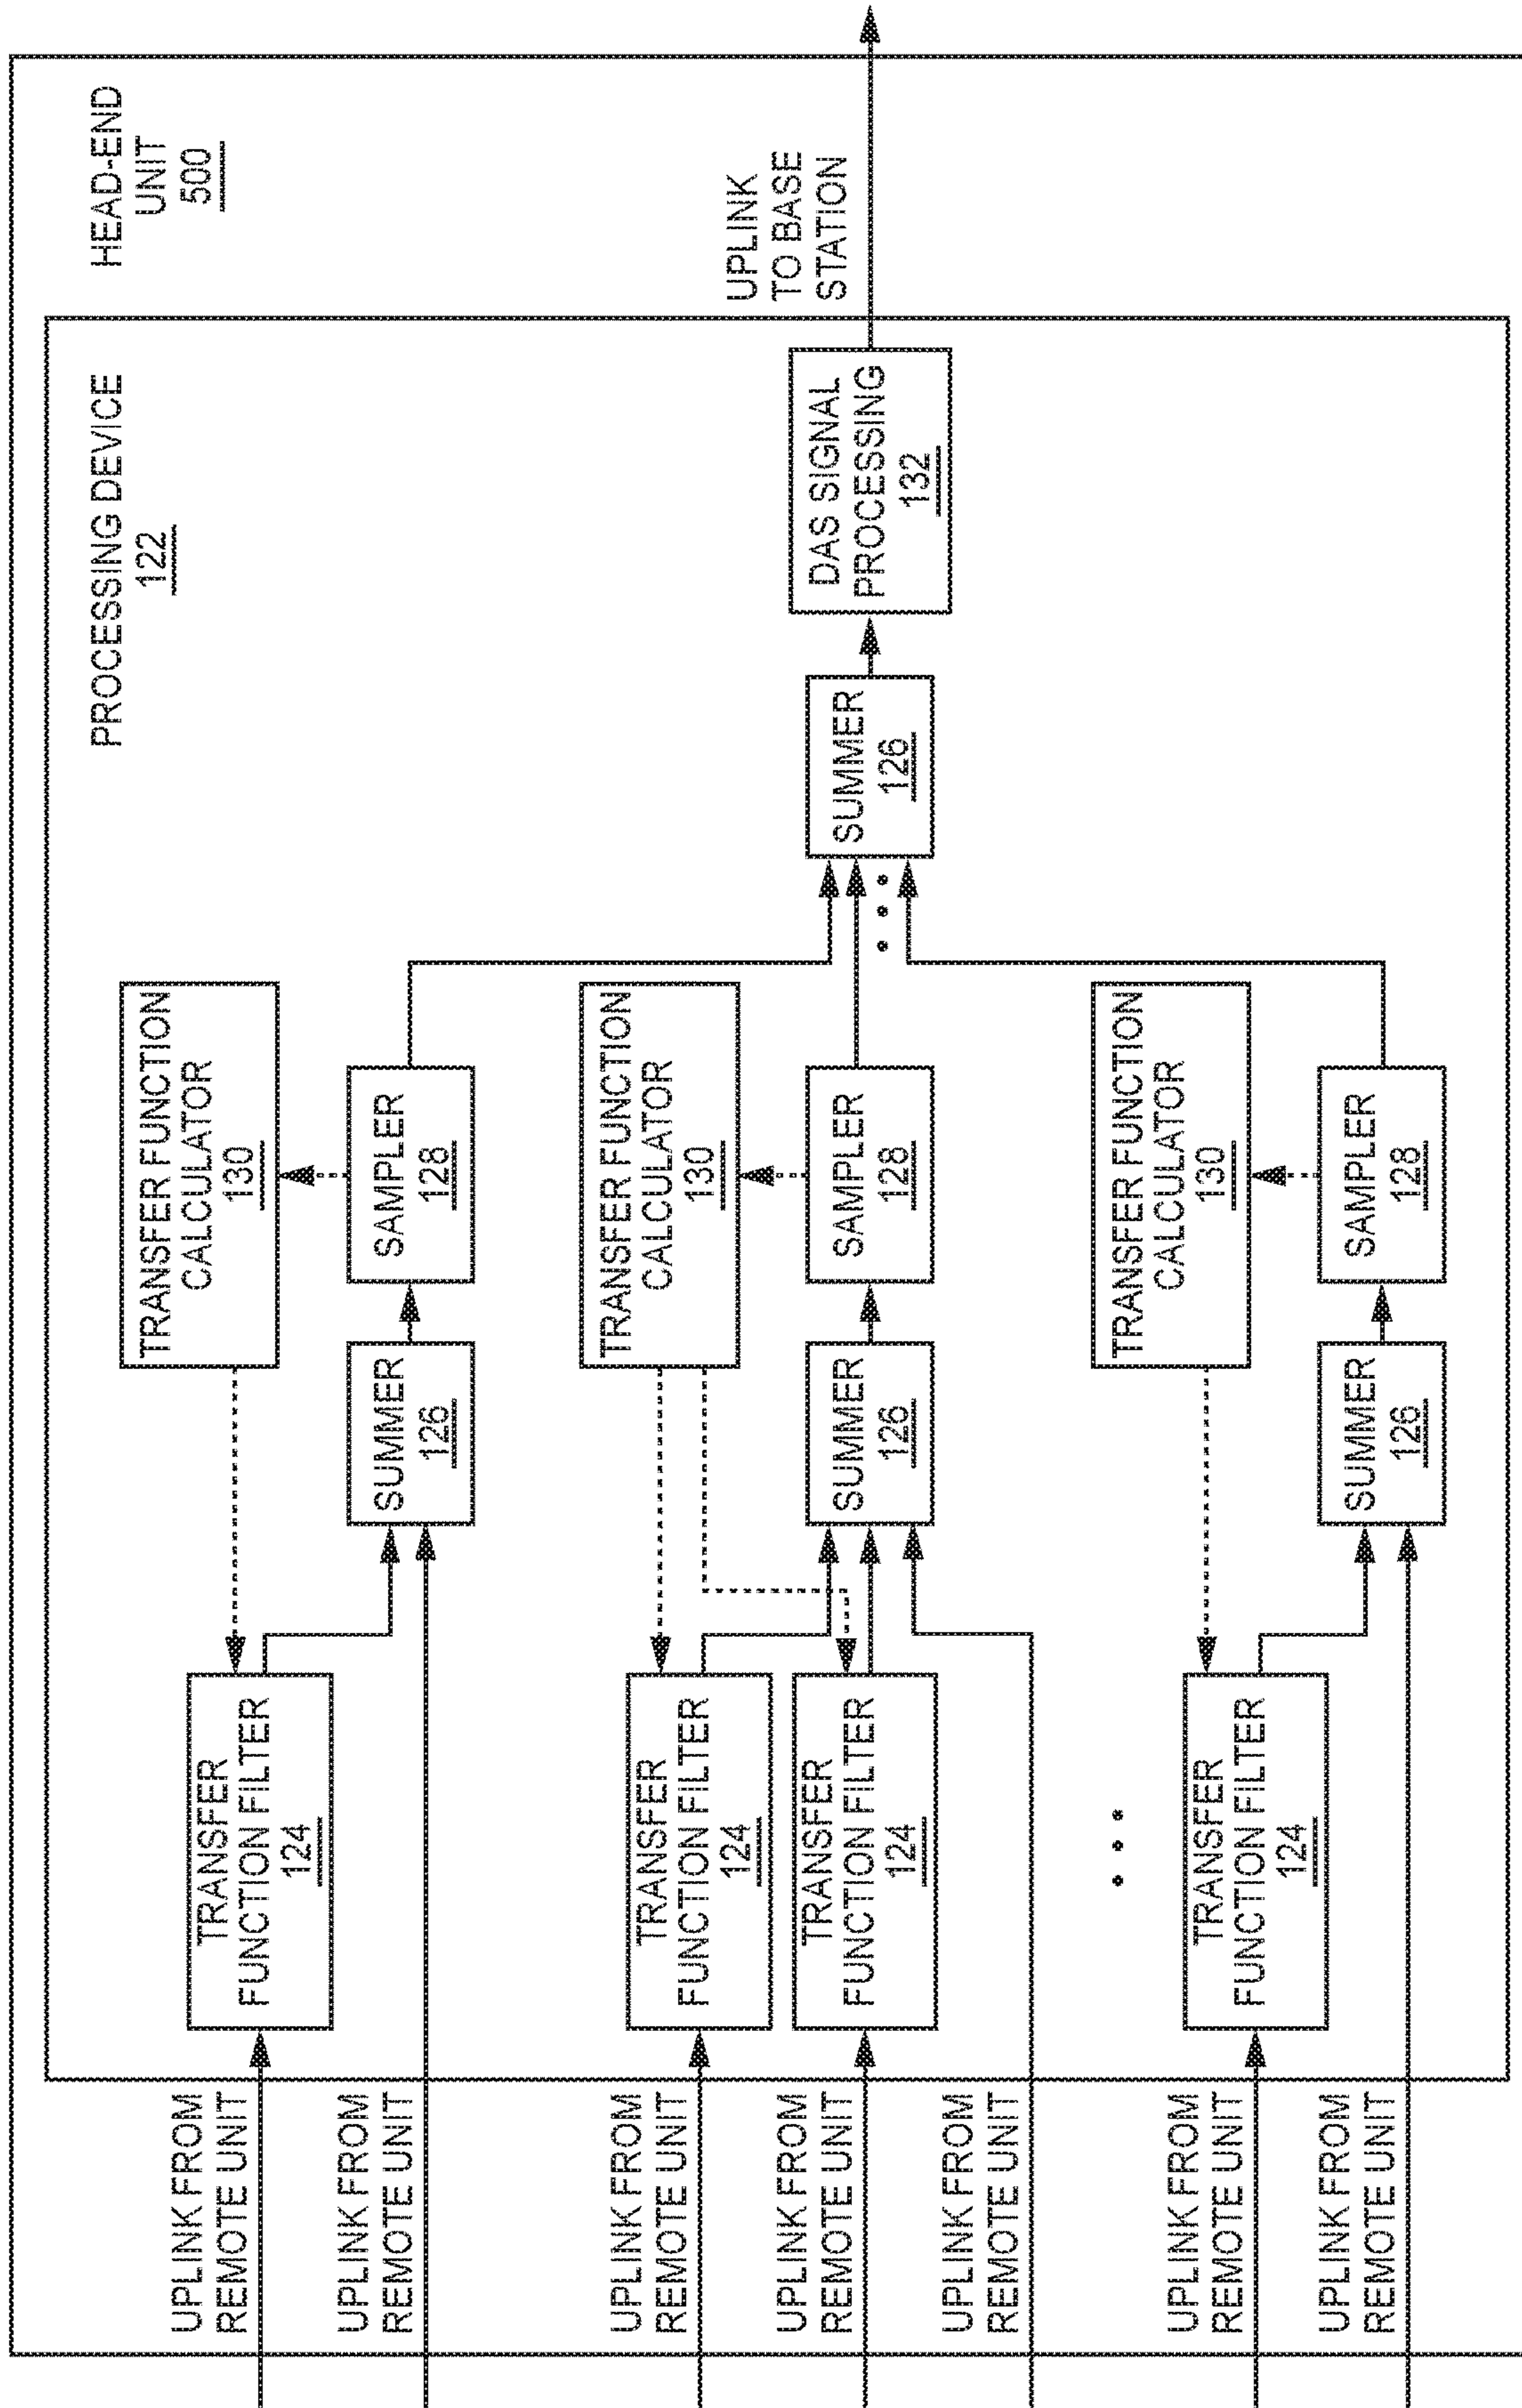 HEAD-END
UNIT
500
PROCESSING DEVICE
122
UPLINK FROM
REMOTE UNIT
TRANSFER
FUNCTION FILTER
124
TRANSFER FUNCTION
CALCULATOR
130
UPLINK FROM
REMOTE UNIT
SUMMER
126
SAMPLER
128
UPLINK FROM
REMOTE UNIT
TRANSFER
FUNCTION FILTER
124
TRANSFER FUNCTION
CALCULATOR
130
UPLINK FROM
REMOTE UNIT
TRANSFER
FUNCTION FILTER
124
SUMMER
126
SAMPLER
128
SUMMER
126
DAS SIGNAL
PROCESSING
132
UPLINK
TO BASE
STATION
UPLINK FROM
REMOTE UNIT
UPLINK FROM
REMOTE UNIT
TRANSFER
FUNCTION FILTER
124
TRANSFER FUNCTION
CALCULATOR
130
UPLINK FROM
REMOTE UNIT
SUMMER
126
SAMPLER
128